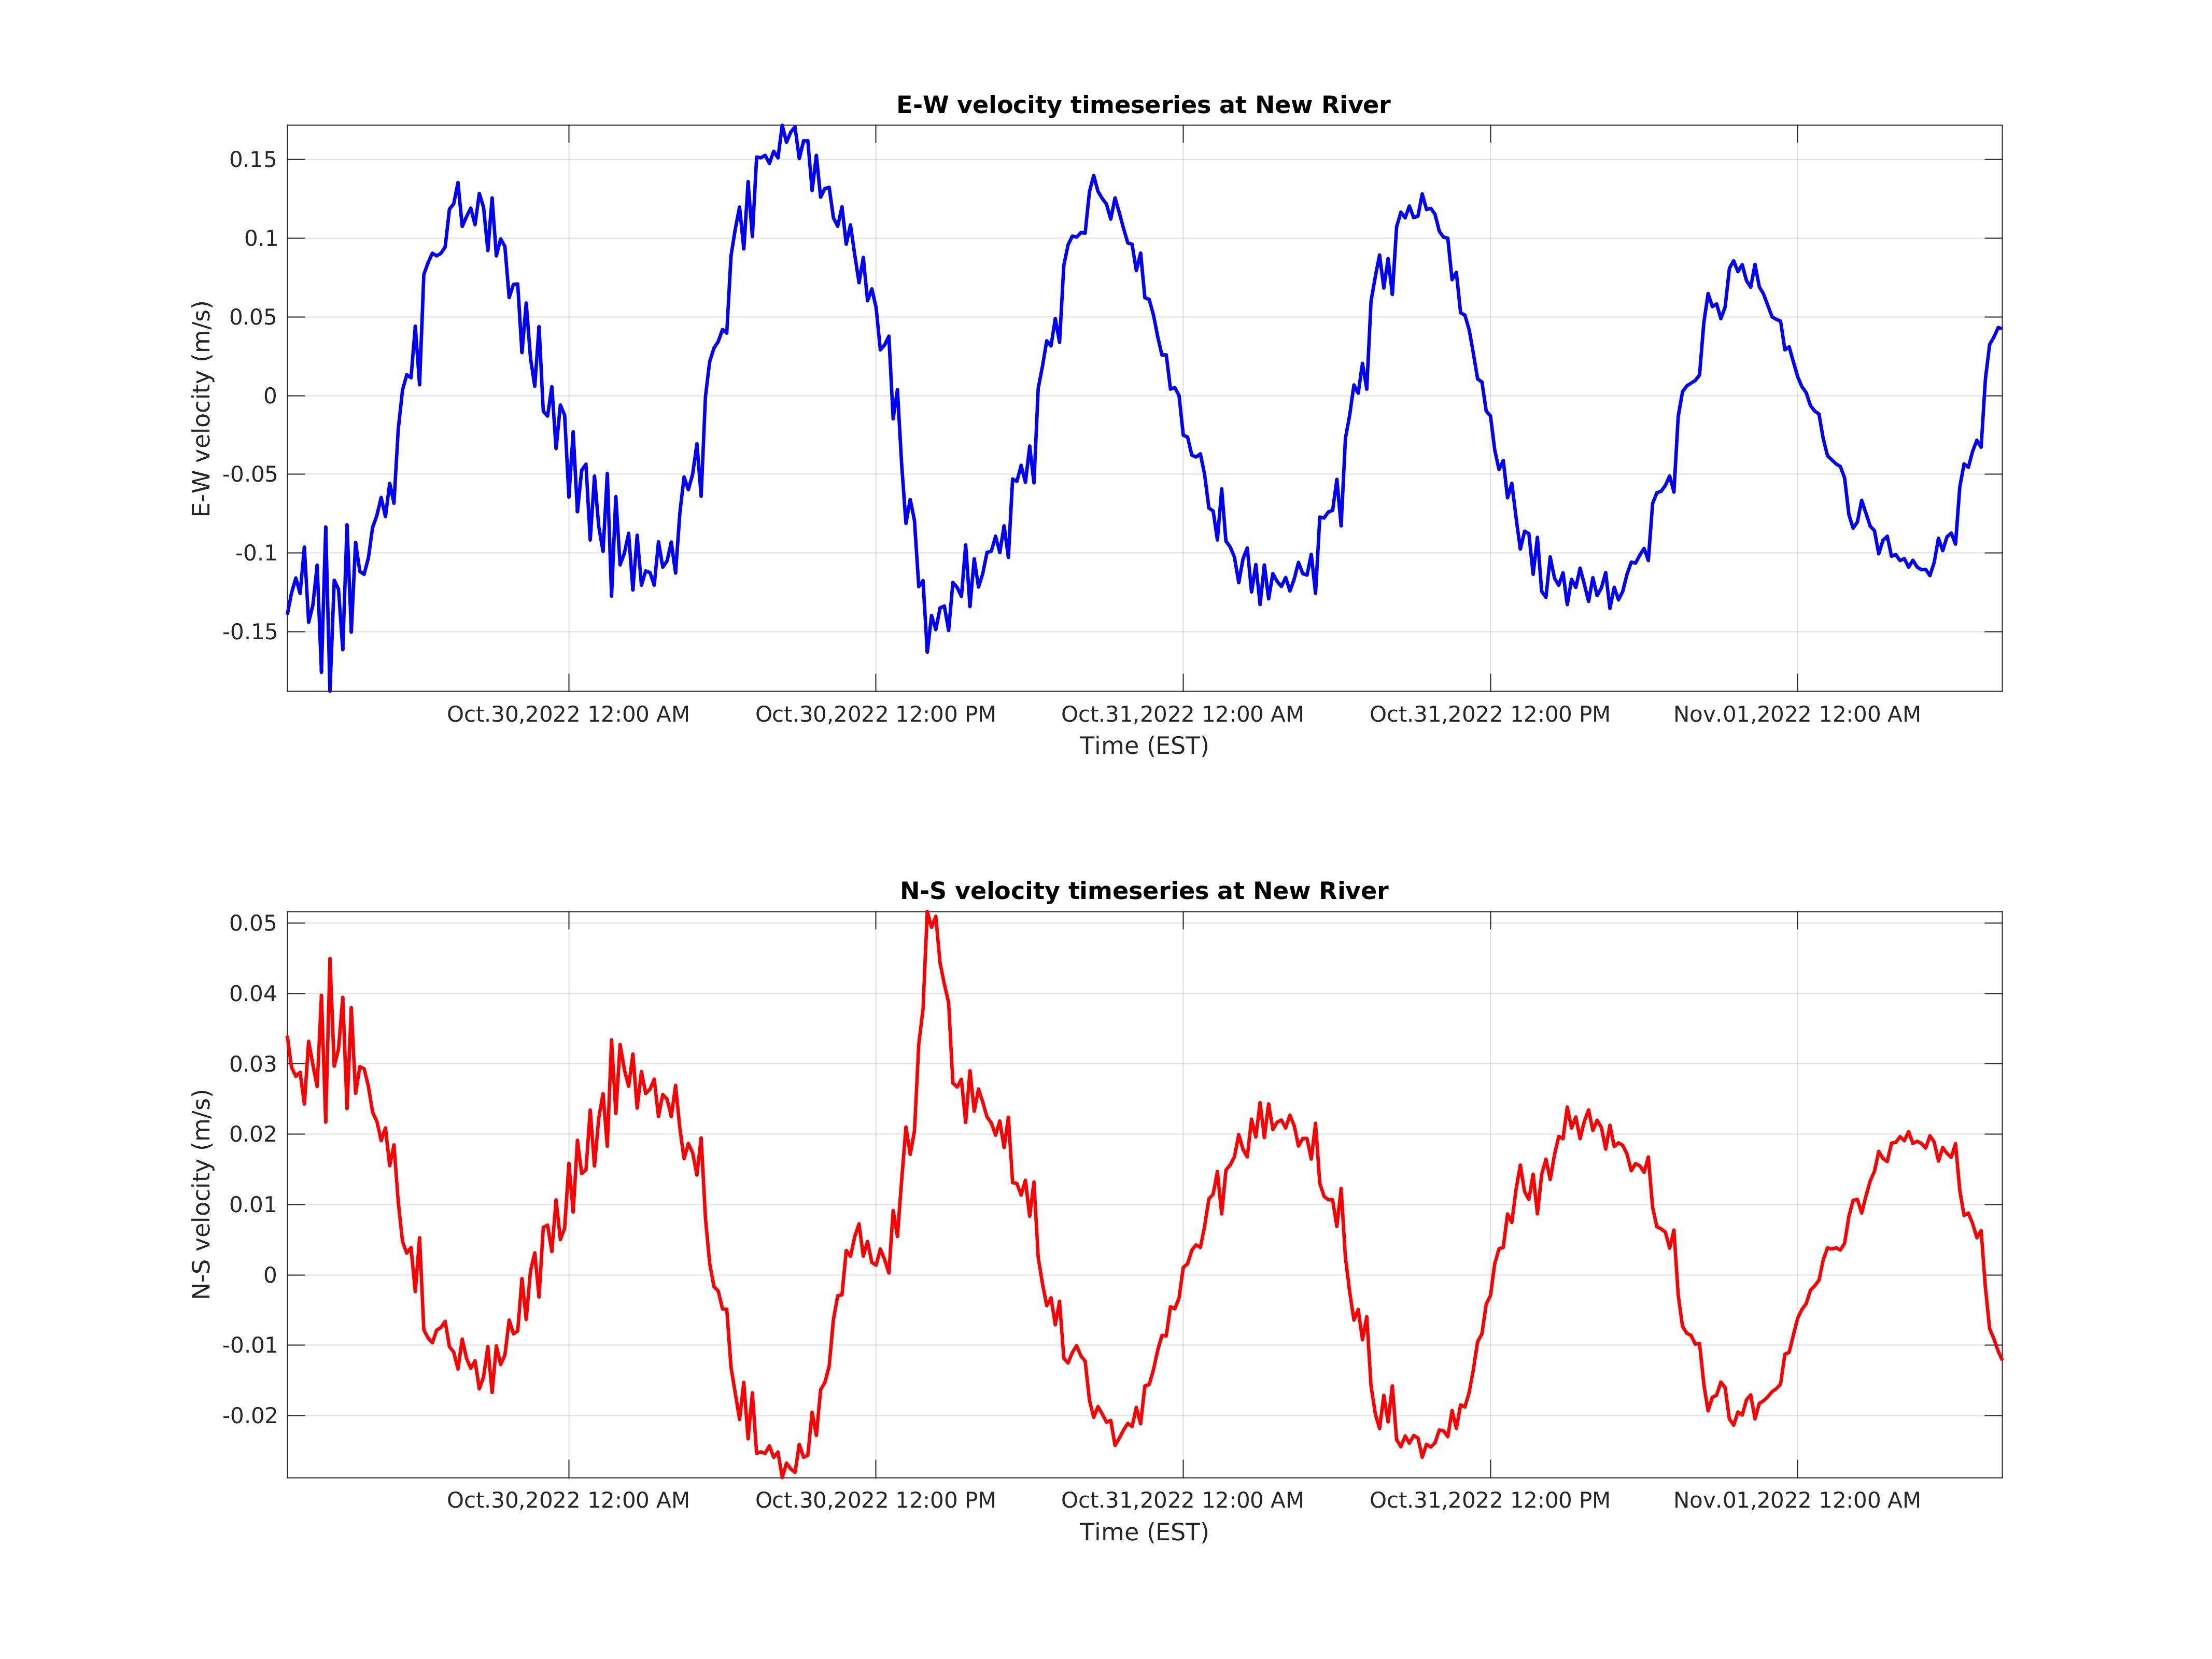 E-W velocity timeseries at New River
E-W velocity (m/s)
0.15
0.1
0.05
0
-0.05
-0.1
-0.15
Oct.30,2022 12:00 AM Oct.30,2022 12:00 PM Oct.31,2022 12:00 AM Oct.31,2022 12:00 PM Nov.01,2022 12:00 AM
Time (EST)
N-S velocity timeseries at New River
N-S velocity (m/s)
0.05
0.04
0.03
0.02
0.01
0
-0.01
-0.02
Oct.30,2022 12:00 AM Oct.30,2022 12:00 PM Oct.31,2022 12:00 AM Oct.31,2022 12:00 PM Nov.01,2022 12:00 AM
Time (EST)